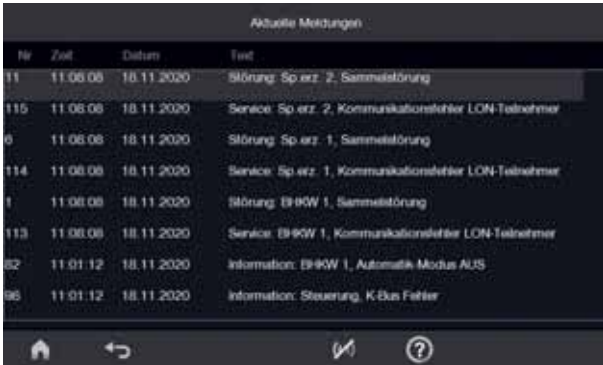 Aktuelle Meldungen
Nr Zeit Datum Text
11 11:08:08 18.11.2020 Störung: Sp.erz. 2, Sammelstörung
115 11:08:08 18.11.2020 Service: Sp.erz. 2, Kommunikationsfehler LON-Teilnehmer
6 11:08:08 18.11.2020 Störung: Sp.erz. 1, Sammelstörung
114 11:08:08 18.11.2020 Service: Sp.erz. 1, Kommunikationsfehler LON-Teilnehmer
1 11:08:08 18.11.2020 Störung: BHKW 1, Sammelstörung
113 11:08:08 18.11.2020 Service: BHKW 1, Kommunikationsfehler LON-Teilnehmer
82 11:01:12 18.11.2020 Information: BHKW 1, Automatik-Modus AUS
96 11:01:12 18.11.2020 Information: Steuerung, K-Bus Fehler